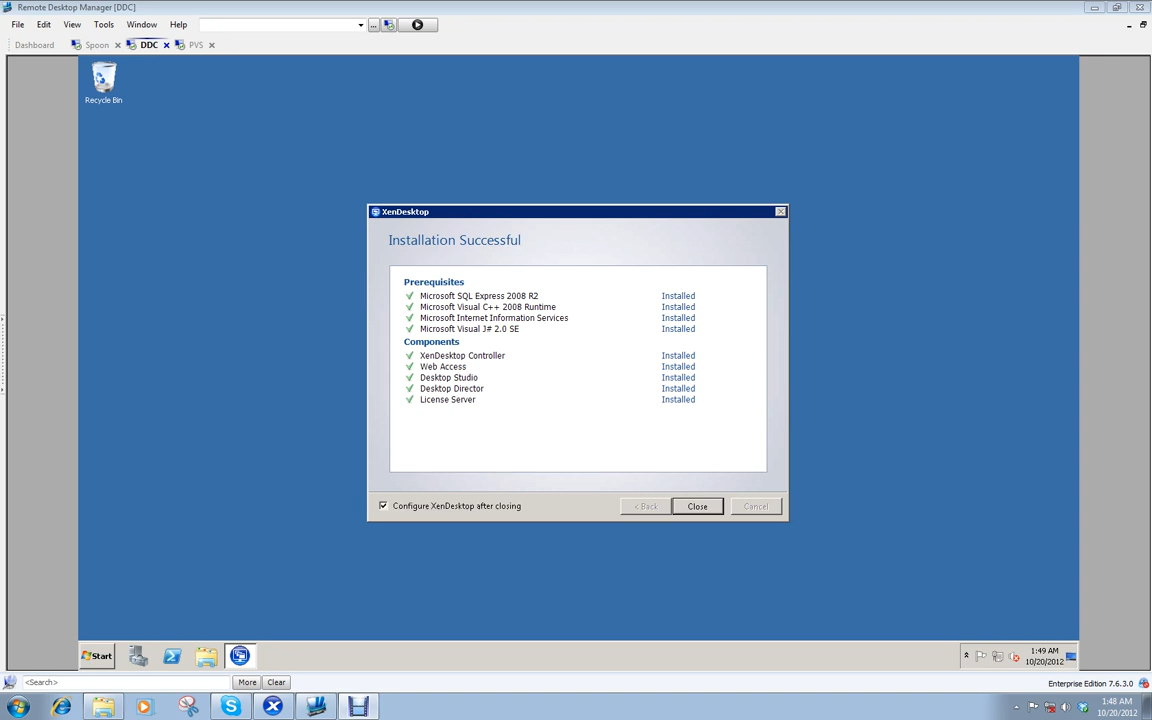 Remote Desktop Manager [DDC]
File Edit View Tools Window Help ...
Dashboard Spoon DDC PVS
Recycle Bin
XenDesktop
Installation Successful
Prerequisites
Microsoft SQL Express 2008 R2 Installed
Microsoft Visual C++ 2008 Runtime Installed
Microsoft Internet Information Services Installed
Microsoft Visual J# 2.0 SE Installed
Components
XenDesktop Controller Installed
Web Access Installed
Desktop Studio Installed
Desktop Director Installed
License Server Installed
Configure XenDesktop after closing < Back Close Cancel
Start 1:49 AM
10/20/2012
<Search> More Clear Enterprise Edition 7.6.3.0
1:48 AM
10/20/2012